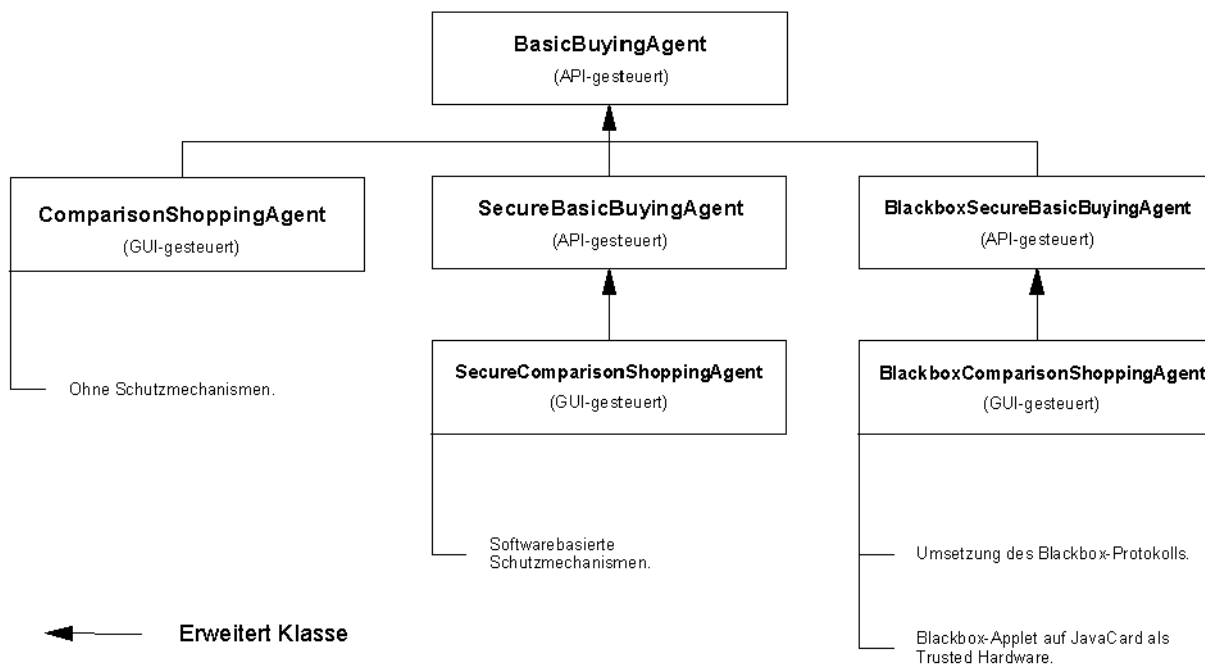 BasicBuyingAgent
(API-gesteuert)
ComparisonShoppingAgent
(GUI-gesteuert)
SecureBasicBuyingAgent
(API-gesteuert)
BlackboxSecureBasicBuyingAgent
(API-gesteuert)
Ohne Schutzmechanismen.
SecureComparisonShoppingAgent
(GUI-gesteuert)
BlackboxComparisonShoppingAgent
(GUI-gesteuert)
Softwarebasierte
Schutzmechanismen.
Umsetzung des Blackbox-Protokolls.
Blackbox-Applet auf JavaCard als
Trusted Hardware.
Erweitert Klasse